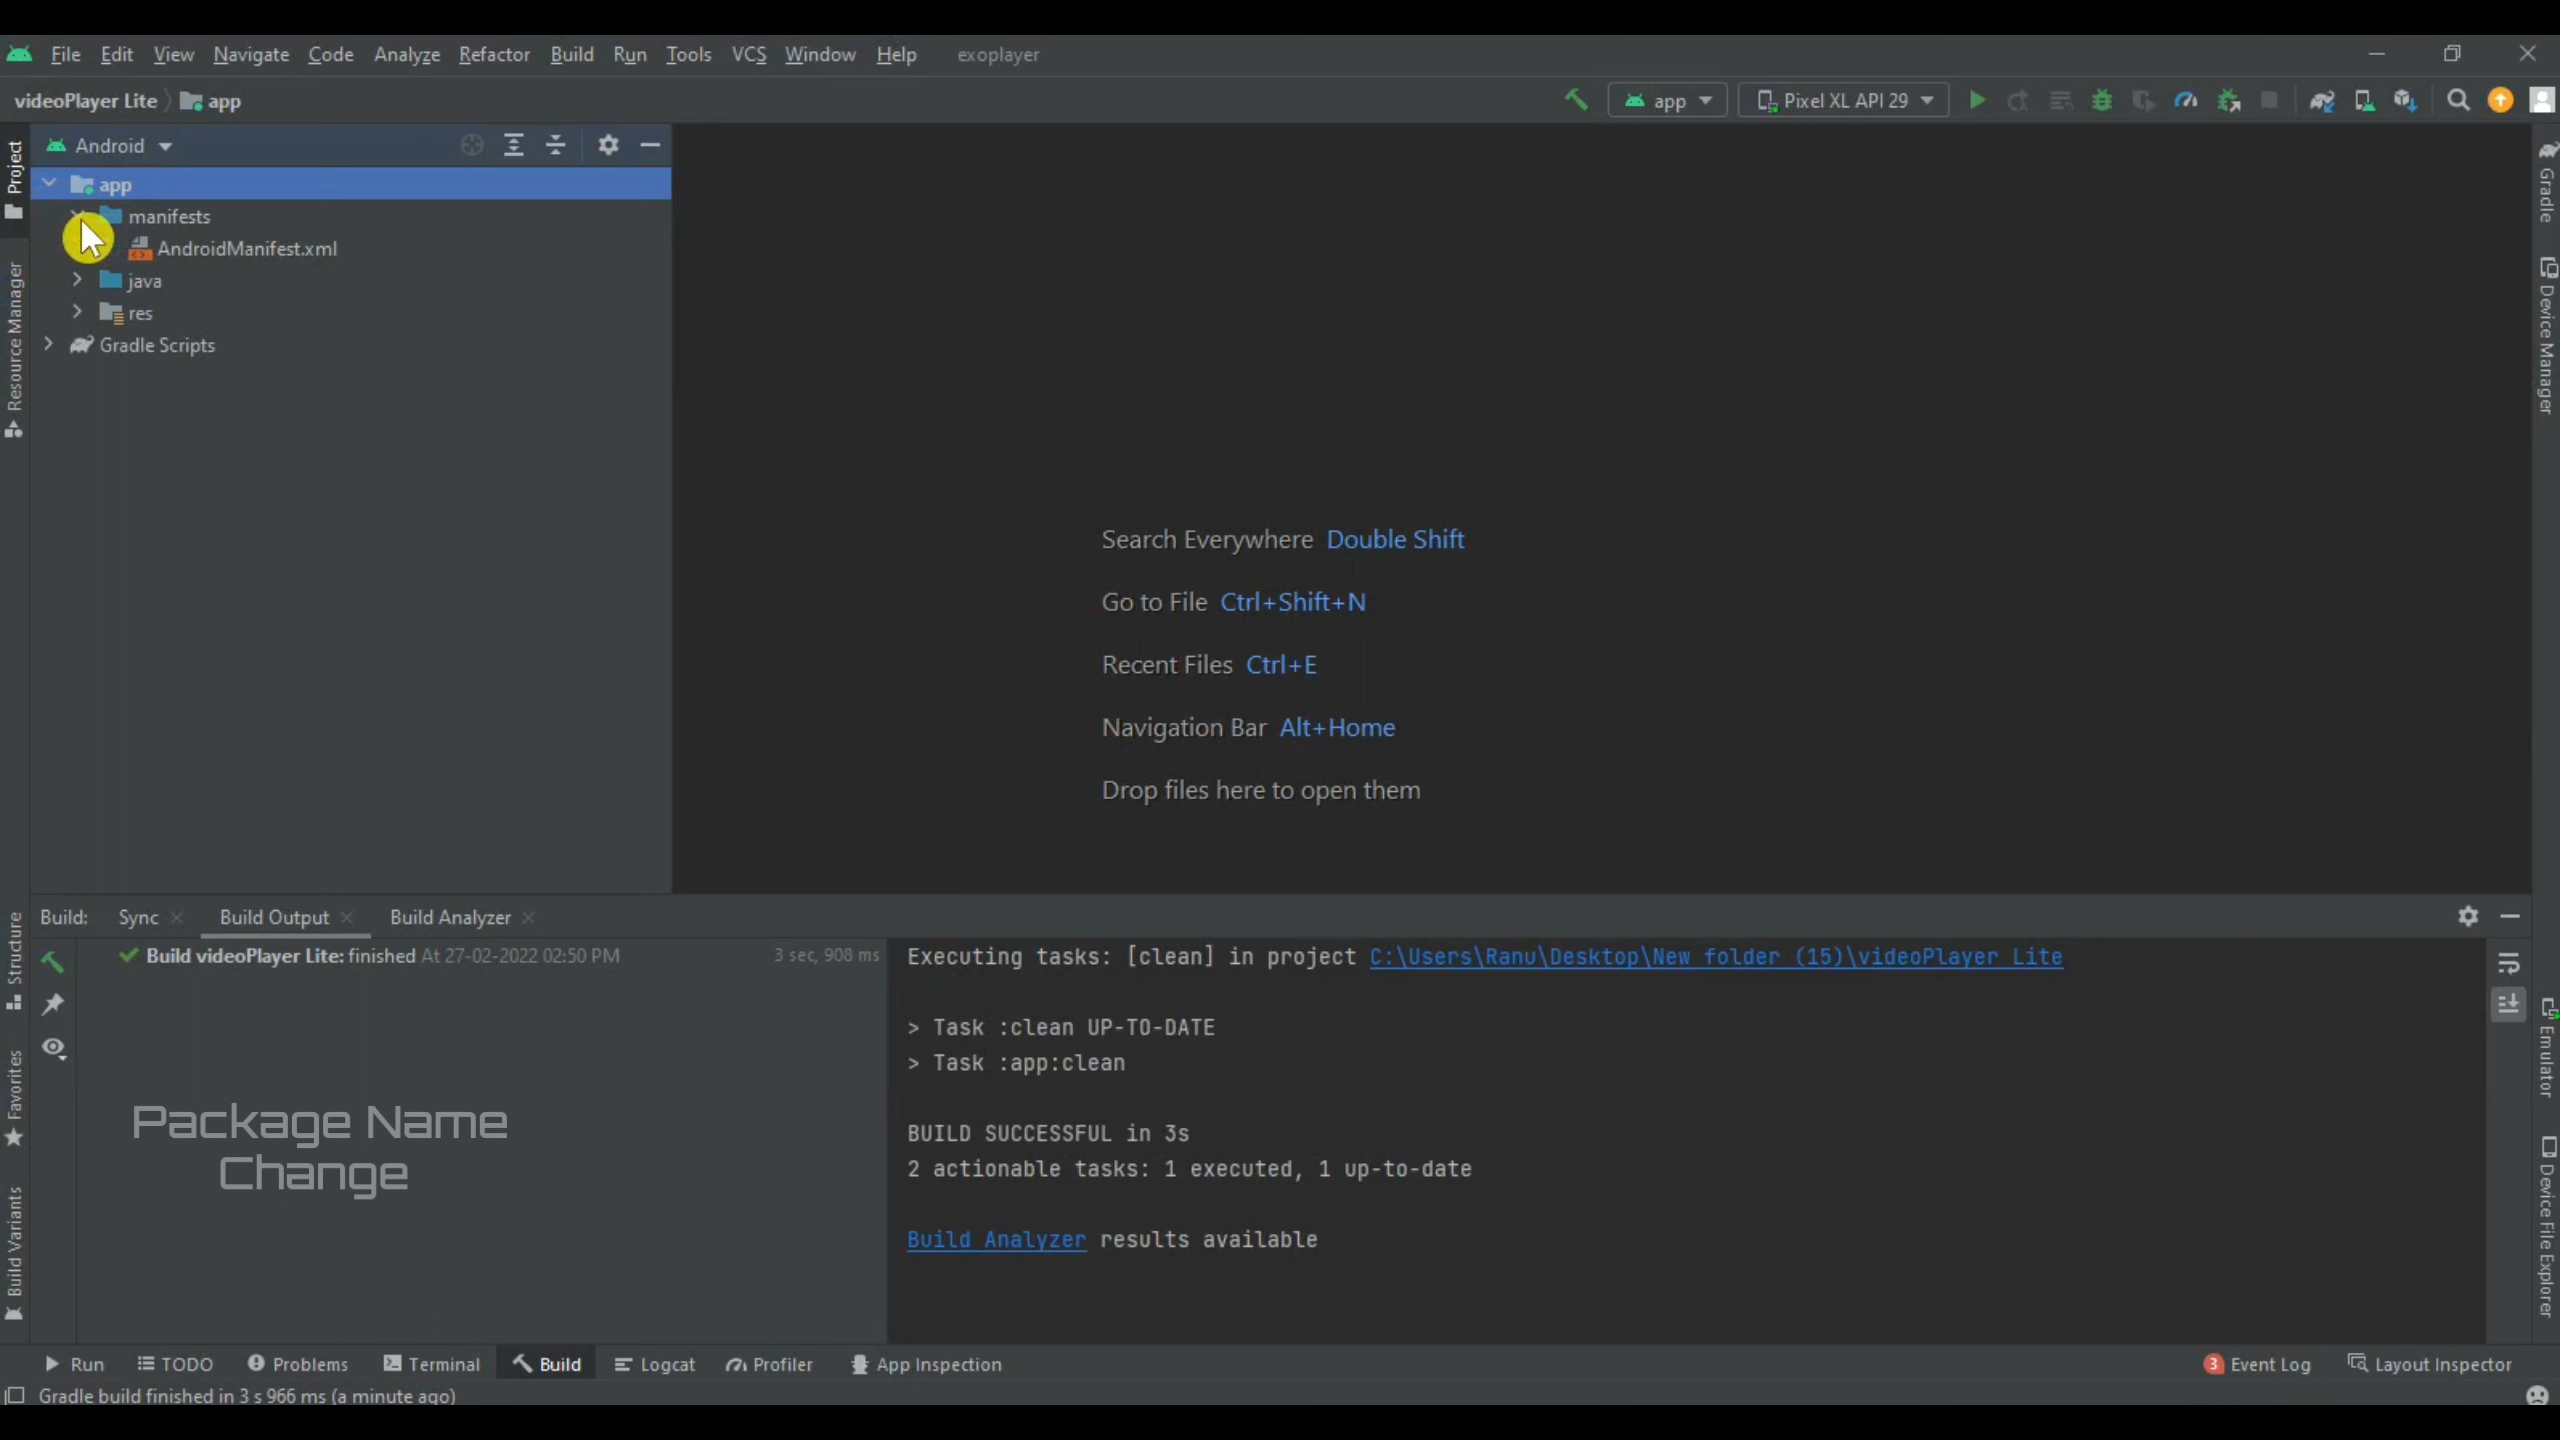 File Edit View Navigate Code Analyze Refactor Build Run Tools VCS Window Help exoplayer
videoPlayer Lite app
app Pixel XL API 29
Android
app
manifests
AndroidManifest.xml
java
res
Gradle Scripts
Project
Resource Manager
Structure
Favorites
Build Variants
Gradle
Device Manager
Emulator
Device File Explorer
Search Everywhere Double Shift
Go to File Ctrl+Shift+N
Recent Files Ctrl+E
Navigation Bar Alt+Home
Drop files here to open them
Build: Sync Build Output Build Analyzer
Build videoPlayer Lite: finished At 27-02-2022 02:50 PM 3 sec, 908 ms
Executing tasks: [clean] in project C:\Users\Ranu\Desktop\New folder (15)\videoPlayer Lite
> Task :clean UP-TO-DATE
> Task :app:clean
BUILD SUCCESSFUL in 3s
2 actionable tasks: 1 executed, 1 up-to-date
Build Analyzer results available
Package Name
Change
Run TODO Problems Terminal Build Logcat Profiler App Inspection 3 Event Log Layout Inspector
Gradle build finished in 3 s 966 ms (a minute ago)